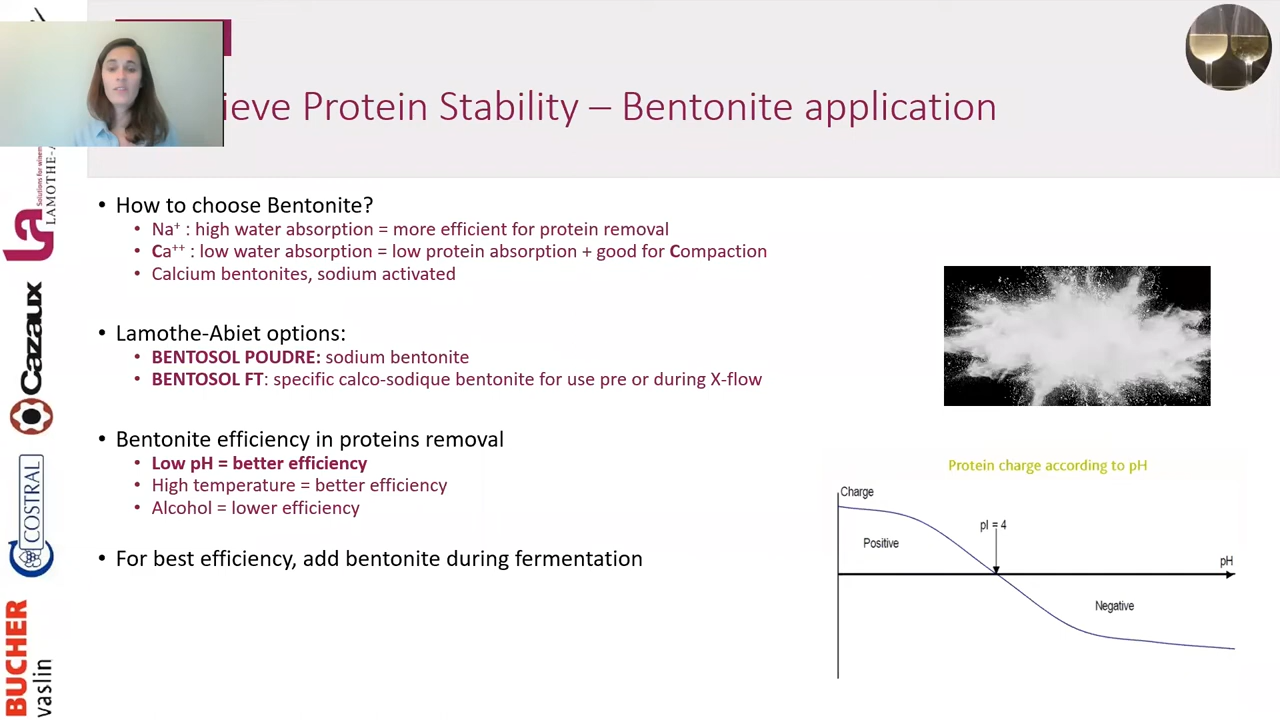 ieve Protein Stability – Bentonite application
• How to choose Bentonite?
• Na⁺ : high water absorption = more efficient for protein removal
• Ca⁺⁺ : low water absorption = low protein absorption + good for Compaction
• Calcium bentonites, sodium activated
• Lamothe-Abiet options:
• BENTOSOL POUDRE: sodium bentonite
• BENTOSOL FT: specific calco-sodique bentonite for use pre or during X-flow
• Bentonite efficiency in proteins removal
• Low pH = better efficiency
• High temperature = better efficiency
• Alcohol = lower efficiency
• For best efficiency, add bentonite during fermentation
Protein charge according to pH
Charge
pI = 4
Positive
pH
Negative
La
LAMOTHE-A
Cazaux
COSTRAL
BUCHER
vaslin